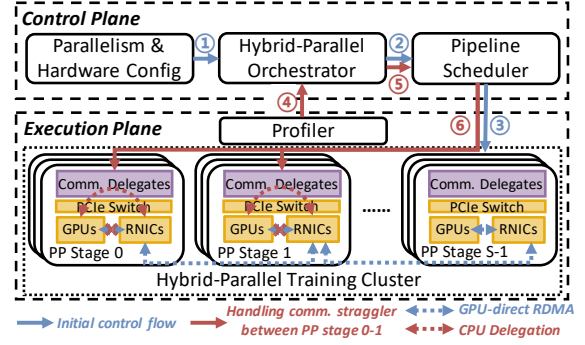 Control Plane
Parallelism & Hardware Config
①
Hybrid-Parallel Orchestrator
②
⑤
Pipeline Scheduler
④
⑥
③
Execution Plane
Profiler
Comm. Delegates
PCIe Switch
GPUs
RNICs
PP Stage 0
Comm. Delegates
PCIe Switch
GPUs
RNICs
PP Stage 1
......
Comm. Delegates
PCIe Switch
GPUs
RNICs
PP Stage S-1
Hybrid-Parallel Training Cluster
Initial control flow
Handling comm. straggler
between PP stage 0-1
GPU-direct RDMA
CPU Delegation